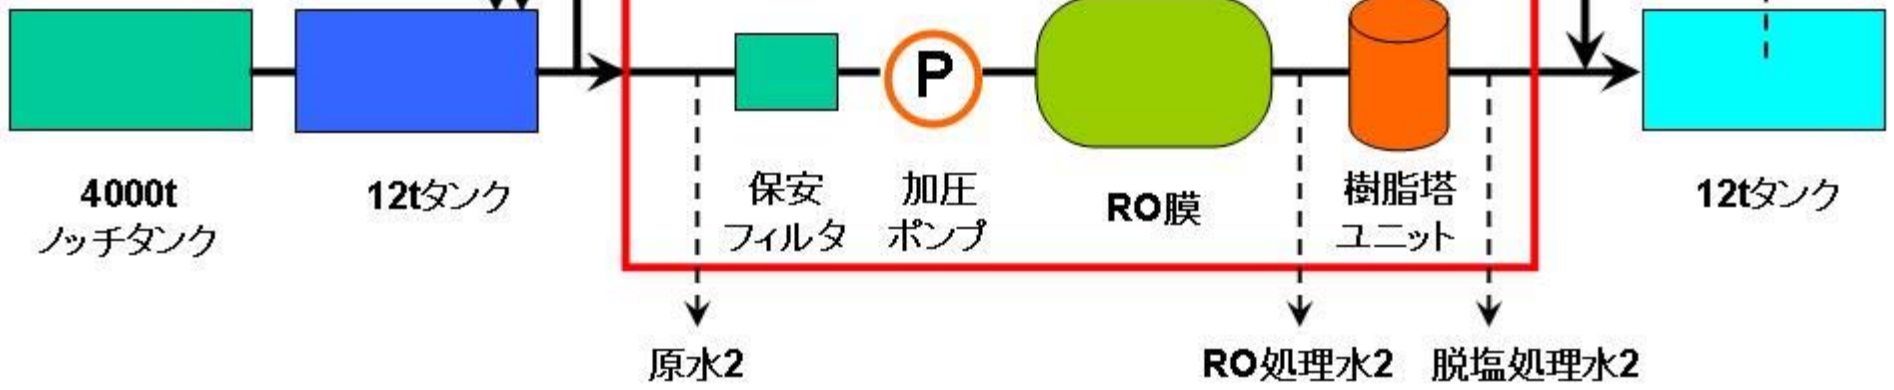 P
4000t
ノッチタンク
12tタンク
保安
フィルタ
加圧
ポンプ
RO膜
樹脂塔
ユニット
12tタンク
原水2
RO処理水2
脱塩処理水2